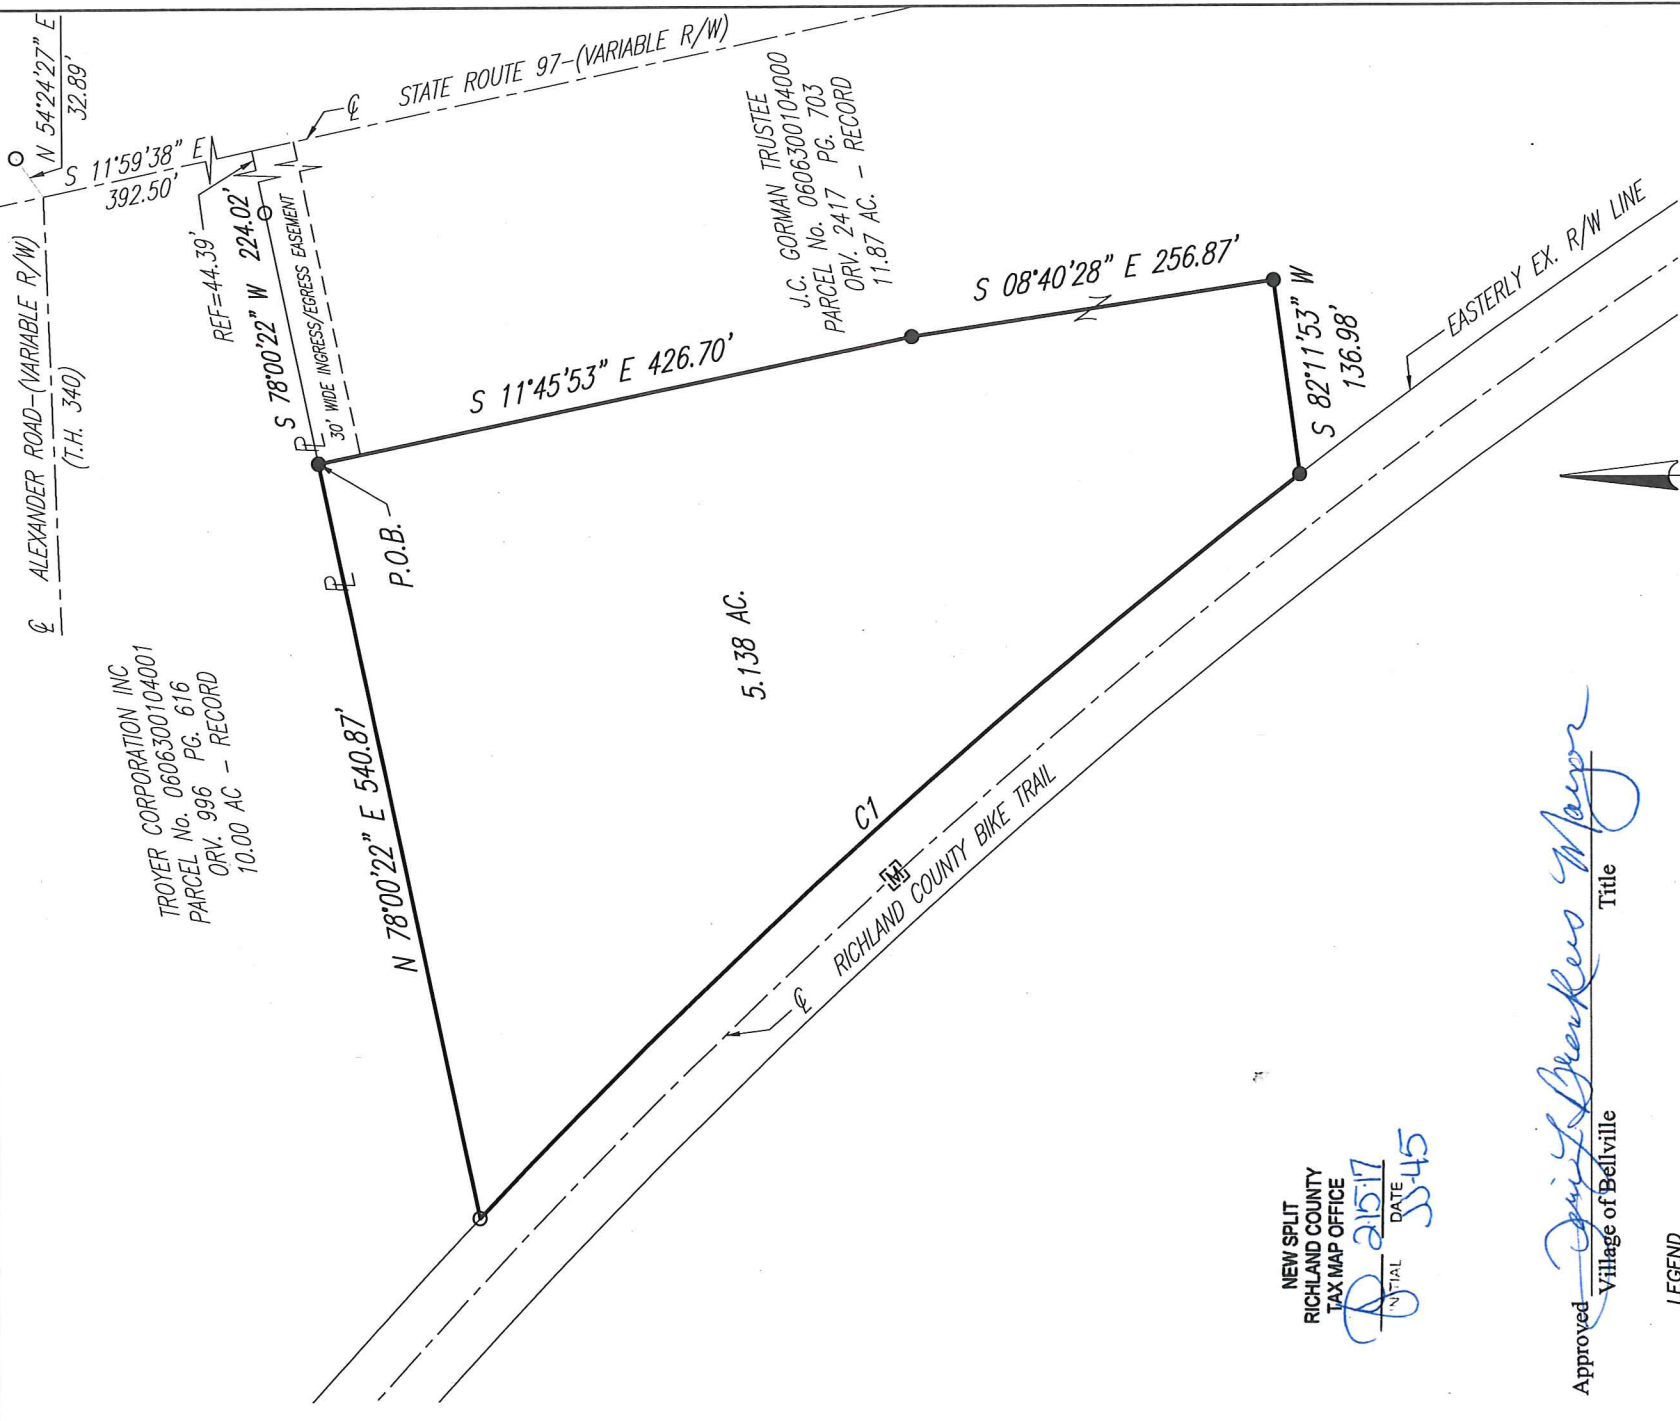 N 54°24'27" E
32.89'
S 11°59'38" E
392.50'
℄ ALEXANDER ROAD-(VARIABLE R/W)
(T.H. 340)
℄
STATE ROUTE 97-(VARIABLE R/W)
REF=44.39'
S 78°00'22" W 224.02'
30' WIDE INGRESS/EGRESS EASEMENT
J.C. GORMAN TRUSTEE
PARCEL No. 0606300104000
ORV. 2417 PG. 703
11.87 AC. - RECORD
TROYER CORPORATION INC
PARCEL No. 0606300104001
ORV. 996 PG. 616
10.00 AC - RECORD
P.O.B.
N 78°00'22" E 540.87'
S 11°45'53" E 426.70'
S 08°40'28" E 256.87'
S 82°11'53" W
136.98'
EASTERLY EX. R/W LINE
5.138 AC.
C1
M
RICHLAND COUNTY BIKE TRAIL
℄
NEW SPLIT
RICHLAND COUNTY
TAX MAP OFFICE
2-15-17
INITIAL DATE
JJ-45
Approved Mayor
Village of Bellville Title
LEGEND